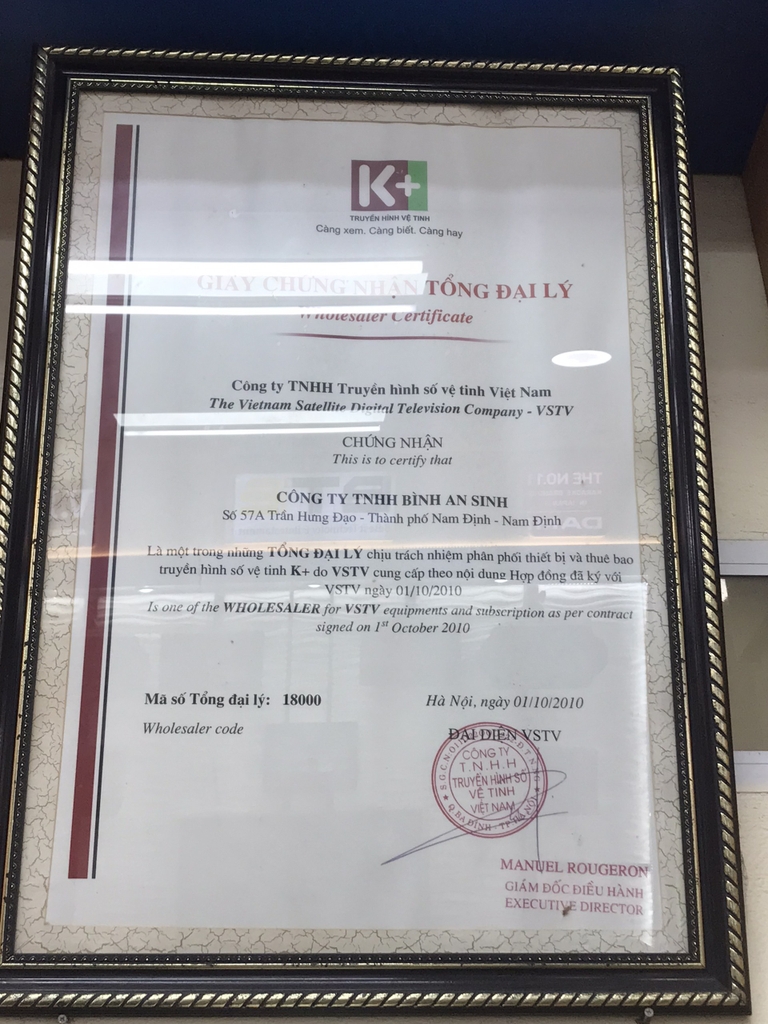 K+
TRUYỀN HÌNH VỆ TINH
Càng xem. Càng biết. Càng hay
GIẤY CHỨNG NHẬN TỔNG ĐẠI LÝ
Wholesaler Certificate
Công ty TNHH Truyền hình số vệ tinh Việt Nam
The Vietnam Satellite Digital Television Company - VSTV
CHỨNG NHẬN
This is to certify that
CÔNG TY TNHH BÌNH AN SINH
Số 57A Trần Hưng Đạo - Thành phố Nam Định - Nam Định
Là một trong những TỔNG ĐẠI LÝ chịu trách nhiệm phân phối thiết bị và thuê bao
truyền hình số vệ tinh K+ do VSTV cung cấp theo nội dung Hợp đồng đã ký với
VSTV ngày 01/10/2010
Is one of the WHOLESALER for VSTV equipments and subscription as per contract
signed on 1st October 2010
Mã số Tổng đại lý: 18000
Wholesaler code
Hà Nội, ngày 01/10/2010
ĐẠI DIỆN VSTV
CÔNG TY
T.N.H.H
TRUYỀN HÌNH SỐ
VỆ TINH
VIỆT NAM
Q.BA ĐÌNH - TP HÀ NỘI
MANUEL ROUGERON
GIÁM ĐỐC ĐIỀU HÀNH
EXECUTIVE DIRECTOR